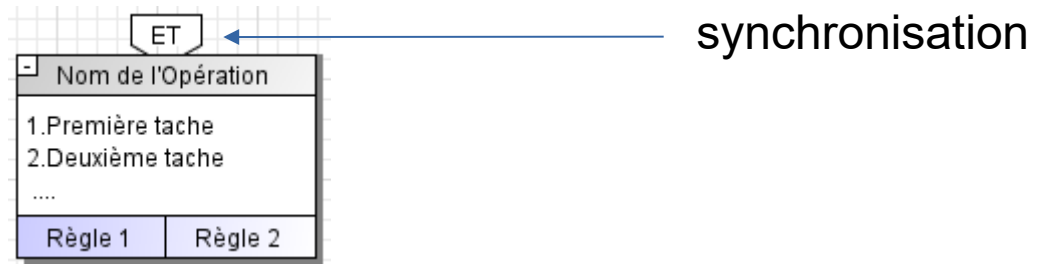 ET
synchronisation
-
Nom de l'Opération
1.Première tache
2.Deuxième tache
....
Règle 1
Règle 2